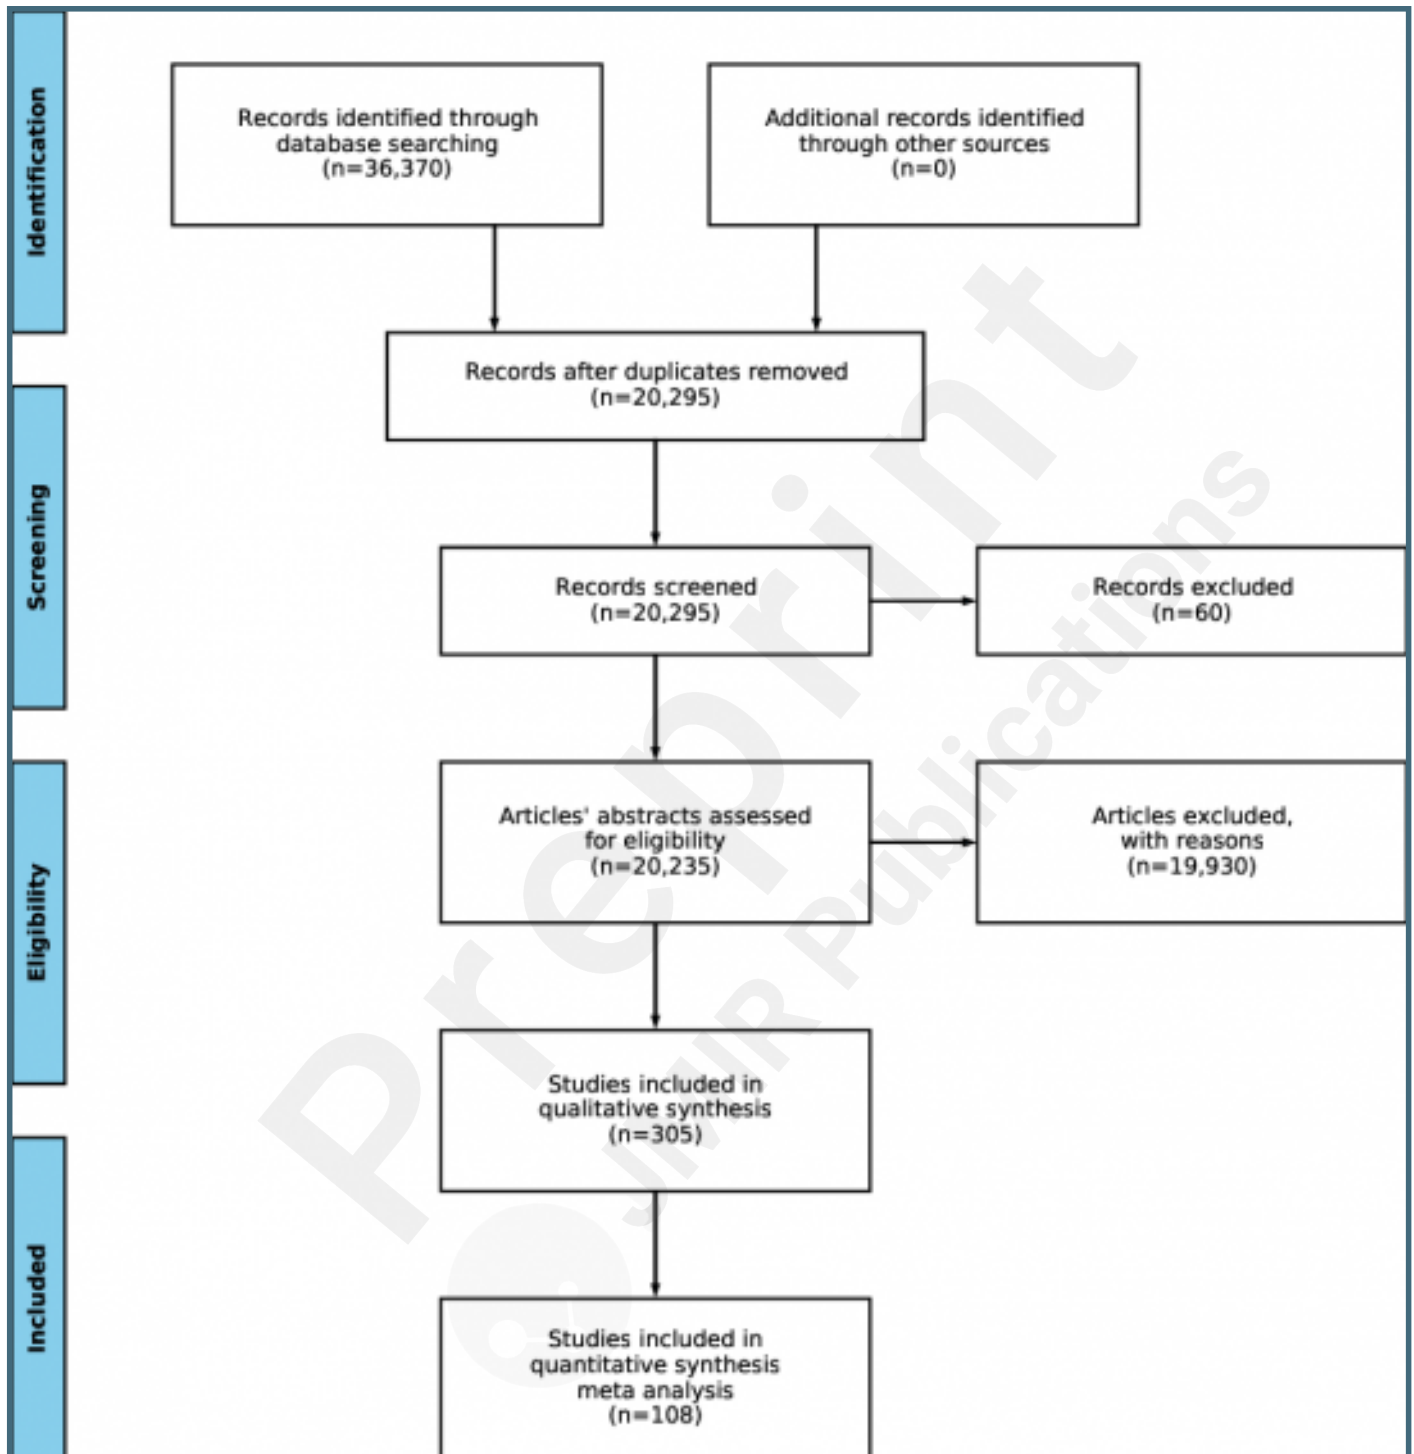 Identification
Records identified through
database searching
(n=36,370)
Additional records identified
through other sources
(n=0)
Records after duplicates removed
(n=20,295)
Screening
Records screened
(n=20,295)
Records excluded
(n=60)
Eligibility
Articles' abstracts assessed
for eligibility
(n=20,235)
Articles excluded,
with reasons
(n=19,930)
Studies included in
qualitative synthesis
(n=305)
Included
Studies included in
quantitative synthesis
meta analysis
(n=108)
Preprint
JMIR Publications